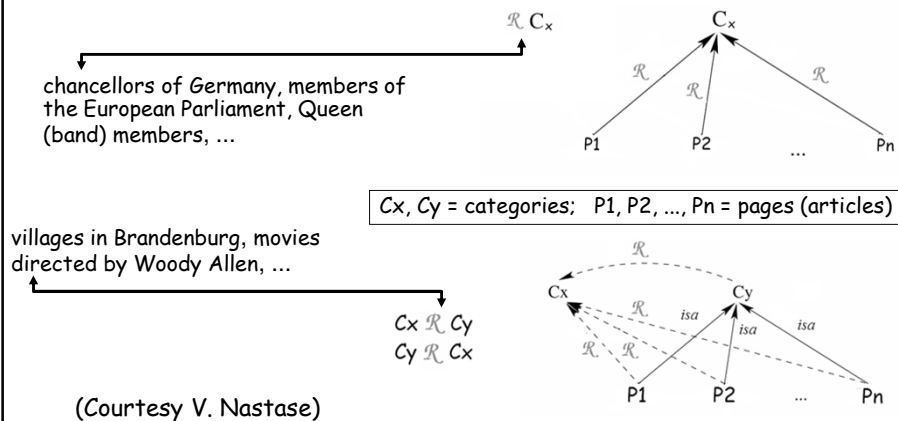 ℛ Cₓ
chancellors of Germany, members of
the European Parliament, Queen
(band) members, ...
Cₓ
ℛ
ℛ
ℛ
P1
P2
...
Pn
Cx, Cy = categories; P1, P2, ..., Pn = pages (articles)
villages in Brandenburg, movies
directed by Woody Allen, ...
Cx ℛ Cy
Cy ℛ Cx
ℛ
Cx
Cy
ℛ
isa
isa
isa
ℛ
ℛ
P1
P2
...
Pn
(Courtesy V. Nastase)